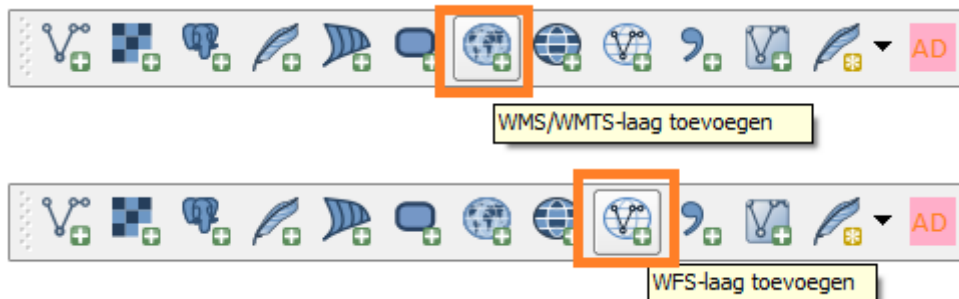 AD
WMS/WMTS-laag toevoegen
AD
WFS-laag toevoegen